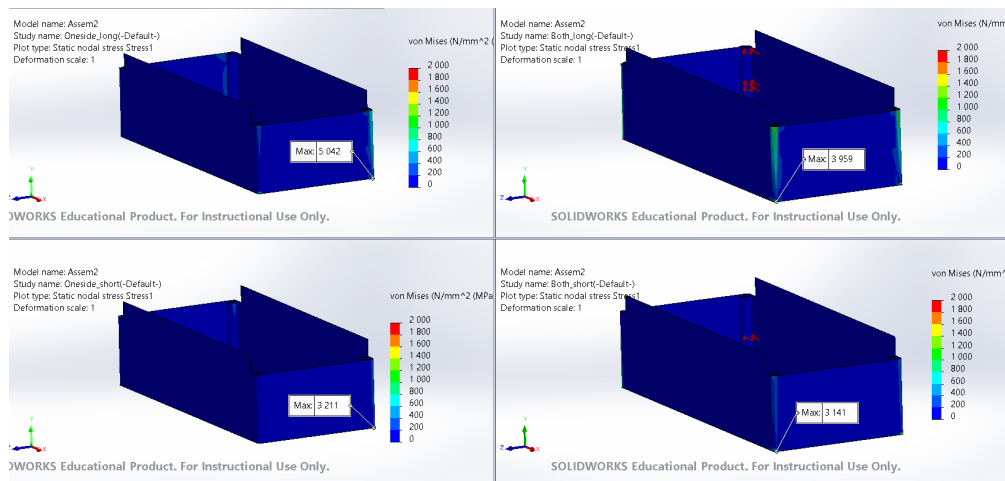 Model name: Assem2
Study name: Oneside_long(-Default-)
Plot type: Static nodal stress Stress1
Deformation scale: 1
von Mises (N/mm^2 (
2 000
1 800
1 600
1 400
1 200
1 000
800
600
400
200
0
Max: 5 042
Y
X
OWORKS Educational Product. For Instructional Use Only.
Model name: Assem2
Study name: Both_long(-Default-)
Plot type: Static nodal stress Stress1
Deformation scale: 1
von Mises (N/mm^
2 000
1 800
1 600
1 400
1 200
1 000
800
600
400
200
0
Max: 3 959
Y
Z
X
SOLIDWORKS Educational Product. For Instructional Use Only.
Model name: Assem2
Study name: Oneside_short(-Default-)
Plot type: Static nodal stress Stress1
Deformation scale: 1
von Mises (N/mm^2 (MPa
2 000
1 800
1 600
1 400
1 200
1 000
800
600
400
200
0
Max: 3 211
Y
X
OWORKS Educational Product. For Instructional Use Only.
Model name: Assem2
Study name: Both_short(-Default-)
Plot type: Static nodal stress Stress1
Deformation scale: 1
von Mises (N/mm^
2 000
1 800
1 600
1 400
1 200
1 000
800
600
400
200
0
Max: 3 141
Y
Z
X
SOLIDWORKS Educational Product. For Instructional Use Only.